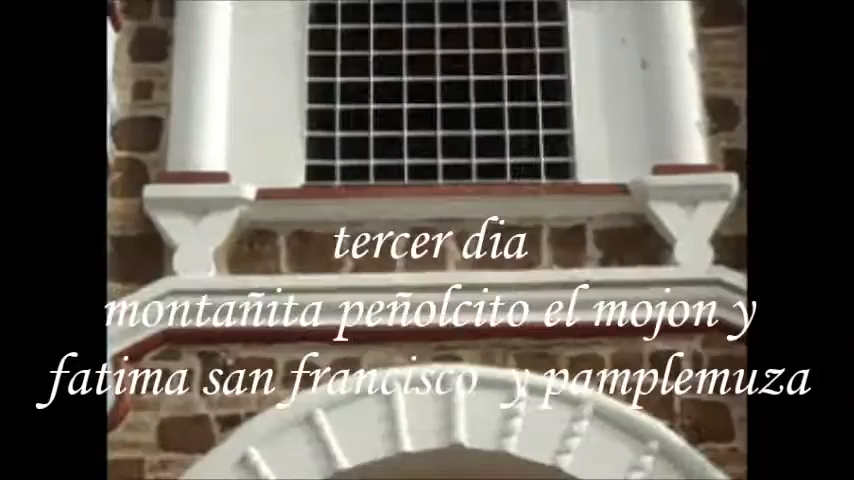 tercer dia
montañita peñolcito el mojon y
fatima san francisco y pamplemuza